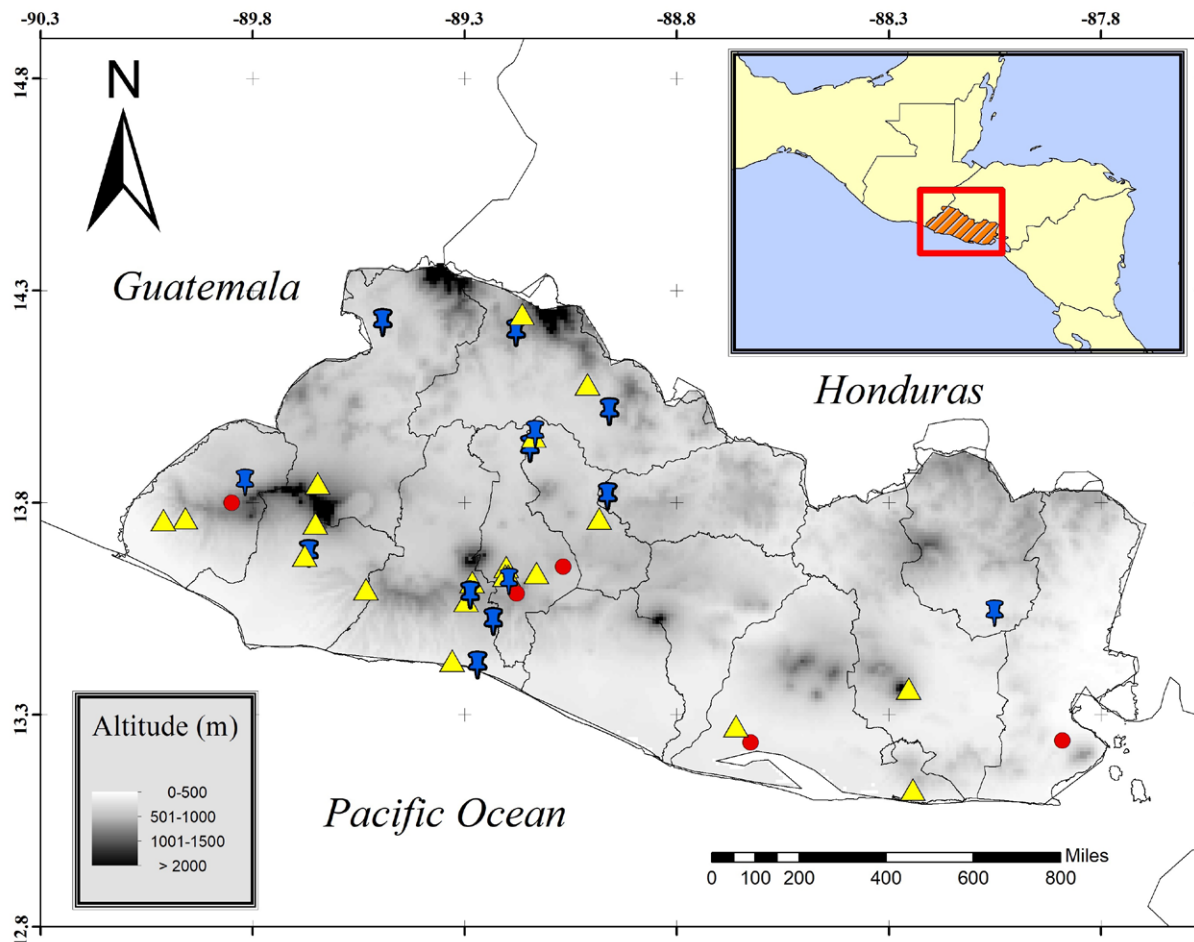 -90.3 -89.8 -89.3 -88.8 -88.3 -87.8
14.8
14.3
13.8
13.3
12.8
N
Guatemala
Honduras
Pacific Ocean
Altitude (m)
0-500
501-1000
1001-1500
> 2000
Miles
0 100 200 400 600 800